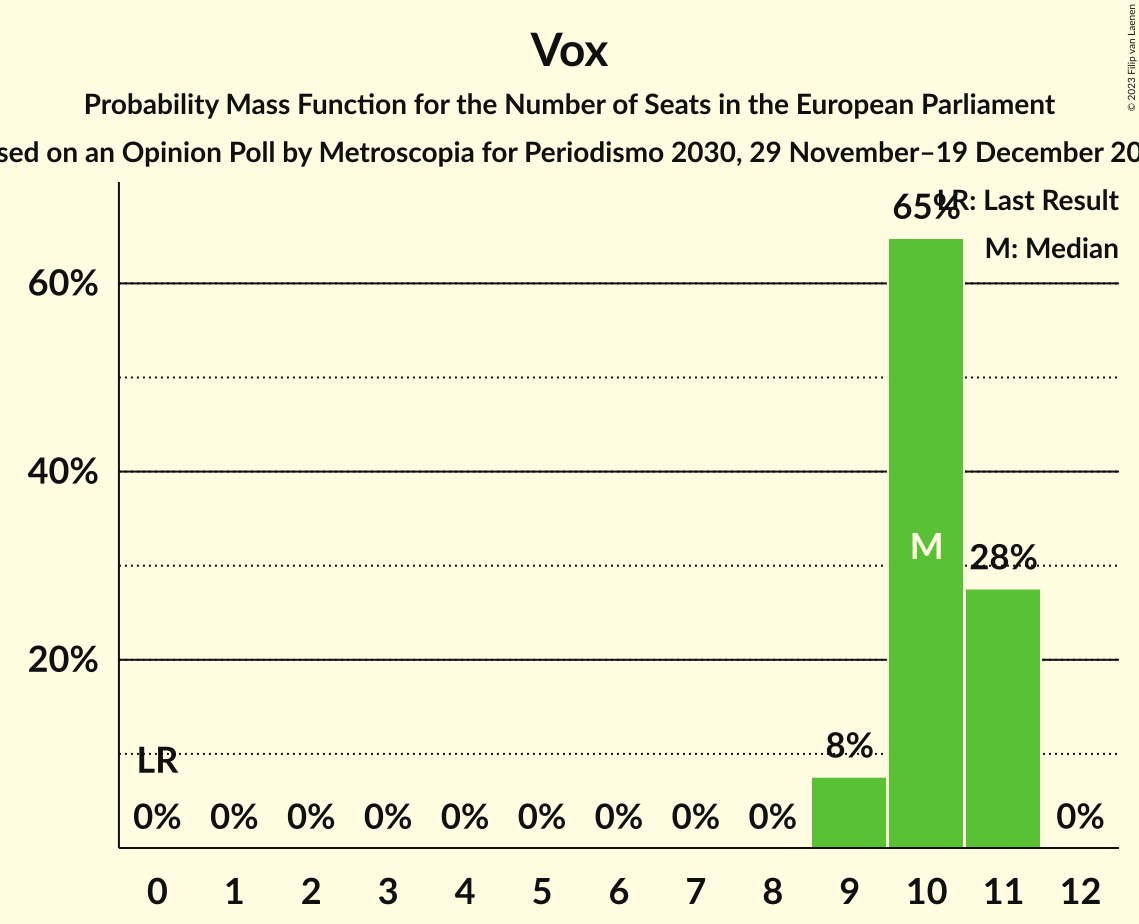 Vox
Probability Mass Function for the Number of Seats in the European Parliament
sed on an Opinion Poll by Metroscopia for Periodismo 2030, 29 November–19 December 20
© 2023 Filip van Laenen
LR: Last Result
M: Median
60%
40%
20%
65%
M
28%
8%
LR
0% 0% 0% 0% 0% 0% 0% 0% 0% 0%
0 1 2 3 4 5 6 7 8 9 10 11 12